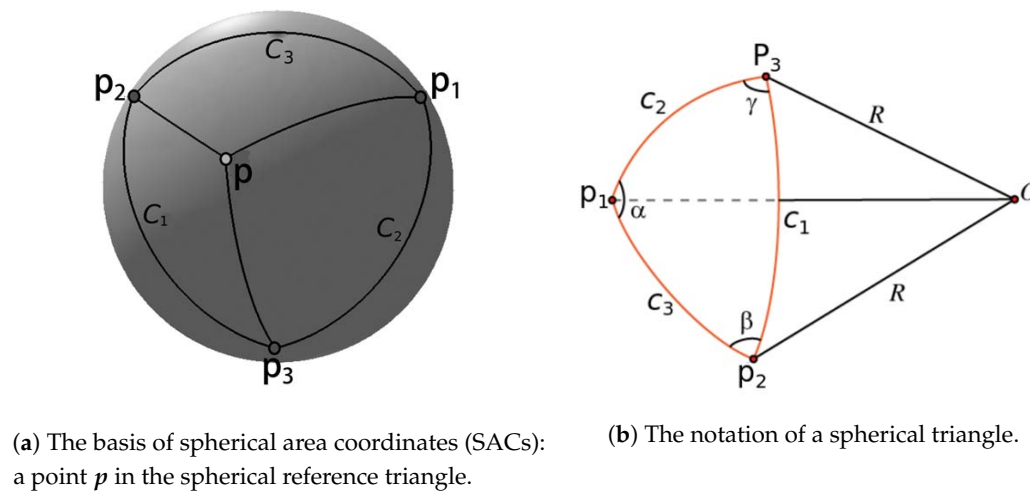 C₃
p₂
p₁
p
C₁
C₂
p₃
P₃
γ
c₂
R
p₁
α
c₁
c₃
R
β
p₂
(a) The basis of spherical area coordinates (SACs):
a point p in the spherical reference triangle.
(b) The notation of a spherical triangle.